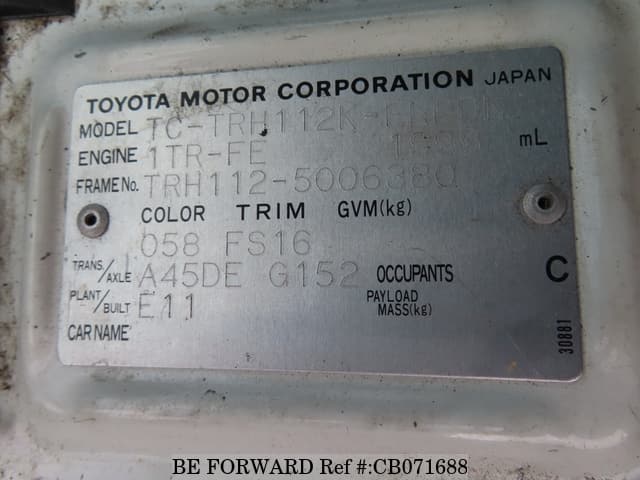 TOYOTA MOTOR CORPORATION JAPAN
MODEL TC-TRH112K-
ENGINE 1TR-FE 1998 mL
FRAME No. TRH112-5006380
COLOR TRIM GVM(kg)
058 FS16
TRANS/AXLE A45DE G152 OCCUPANTS C
PLANT/BUILT E11 PAYLOAD MASS(kg)
CAR NAME
30881
BE FORWARD Ref #:CB071688